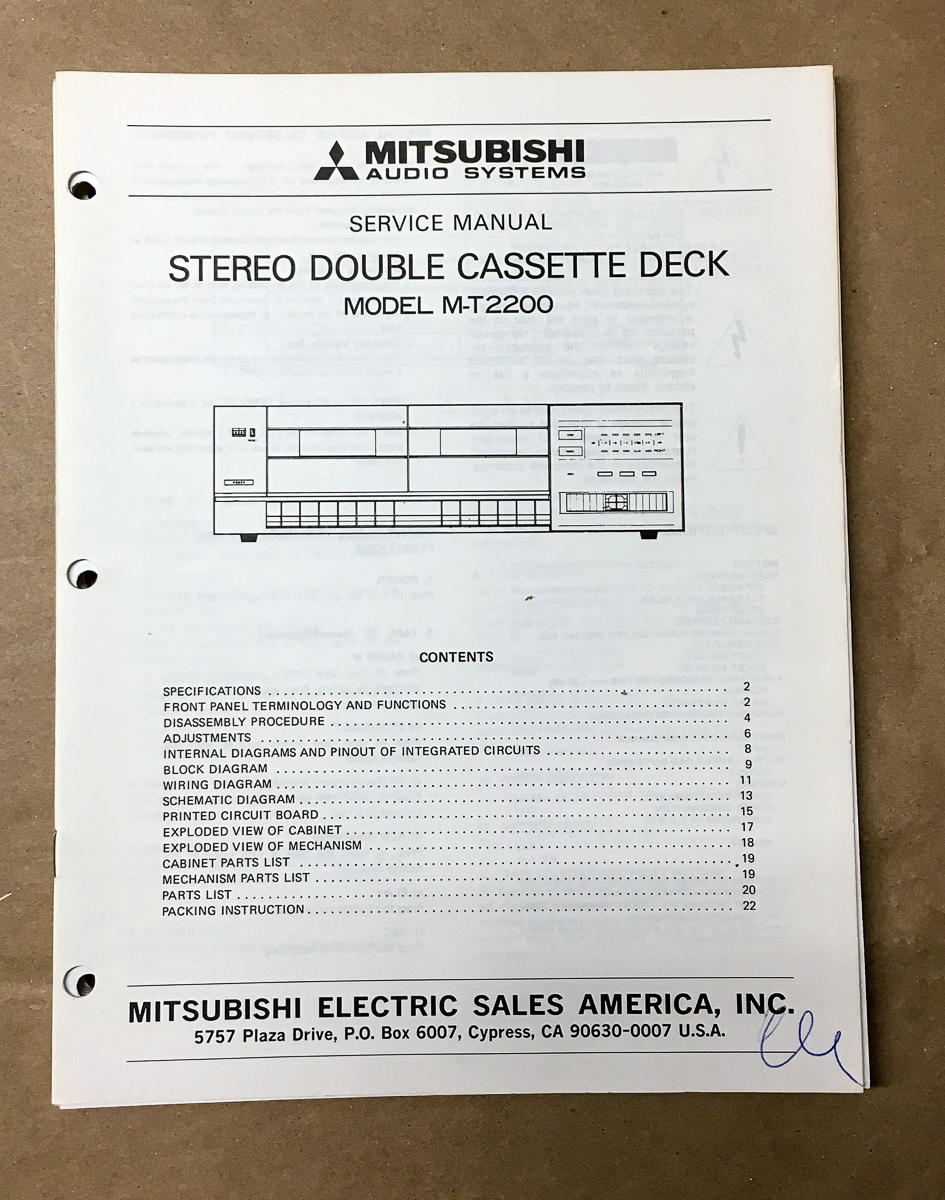 MITSUBISHI
AUDIO SYSTEMS
SERVICE MANUAL
STEREO DOUBLE CASSETTE DECK
MODEL M-T2200
POWER
CONTENTS
SPECIFICATIONS . . . . . . . . . . . . . . . . . . . . 2
FRONT PANEL TERMINOLOGY AND FUNCTIONS . . . . . . . . . . . . . . . . . . . . 2
DISASSEMBLY PROCEDURE . . . . . . . . . . . . . . . . . . . . 4
ADJUSTMENTS . . . . . . . . . . . . . . . . . . . . 6
INTERNAL DIAGRAMS AND PINOUT OF INTEGRATED CIRCUITS . . . . . . . . . . . . . . . . . . . . 8
BLOCK DIAGRAM . . . . . . . . . . . . . . . . . . . . 9
WIRING DIAGRAM . . . . . . . . . . . . . . . . . . . . 11
SCHEMATIC DIAGRAM . . . . . . . . . . . . . . . . . . . . 13
PRINTED CIRCUIT BOARD . . . . . . . . . . . . . . . . . . . . 15
EXPLODED VIEW OF CABINET . . . . . . . . . . . . . . . . . . . . 17
EXPLODED VIEW OF MECHANISM . . . . . . . . . . . . . . . . . . . . 18
CABINET PARTS LIST . . . . . . . . . . . . . . . . . . . . 19
MECHANISM PARTS LIST . . . . . . . . . . . . . . . . . . . . 19
PARTS LIST . . . . . . . . . . . . . . . . . . . . 20
PACKING INSTRUCTION . . . . . . . . . . . . . . . . . . . . 22
MITSUBISHI ELECTRIC SALES AMERICA, INC.
5757 Plaza Drive, P.O. Box 6007, Cypress, CA 90630-0007 U.S.A.